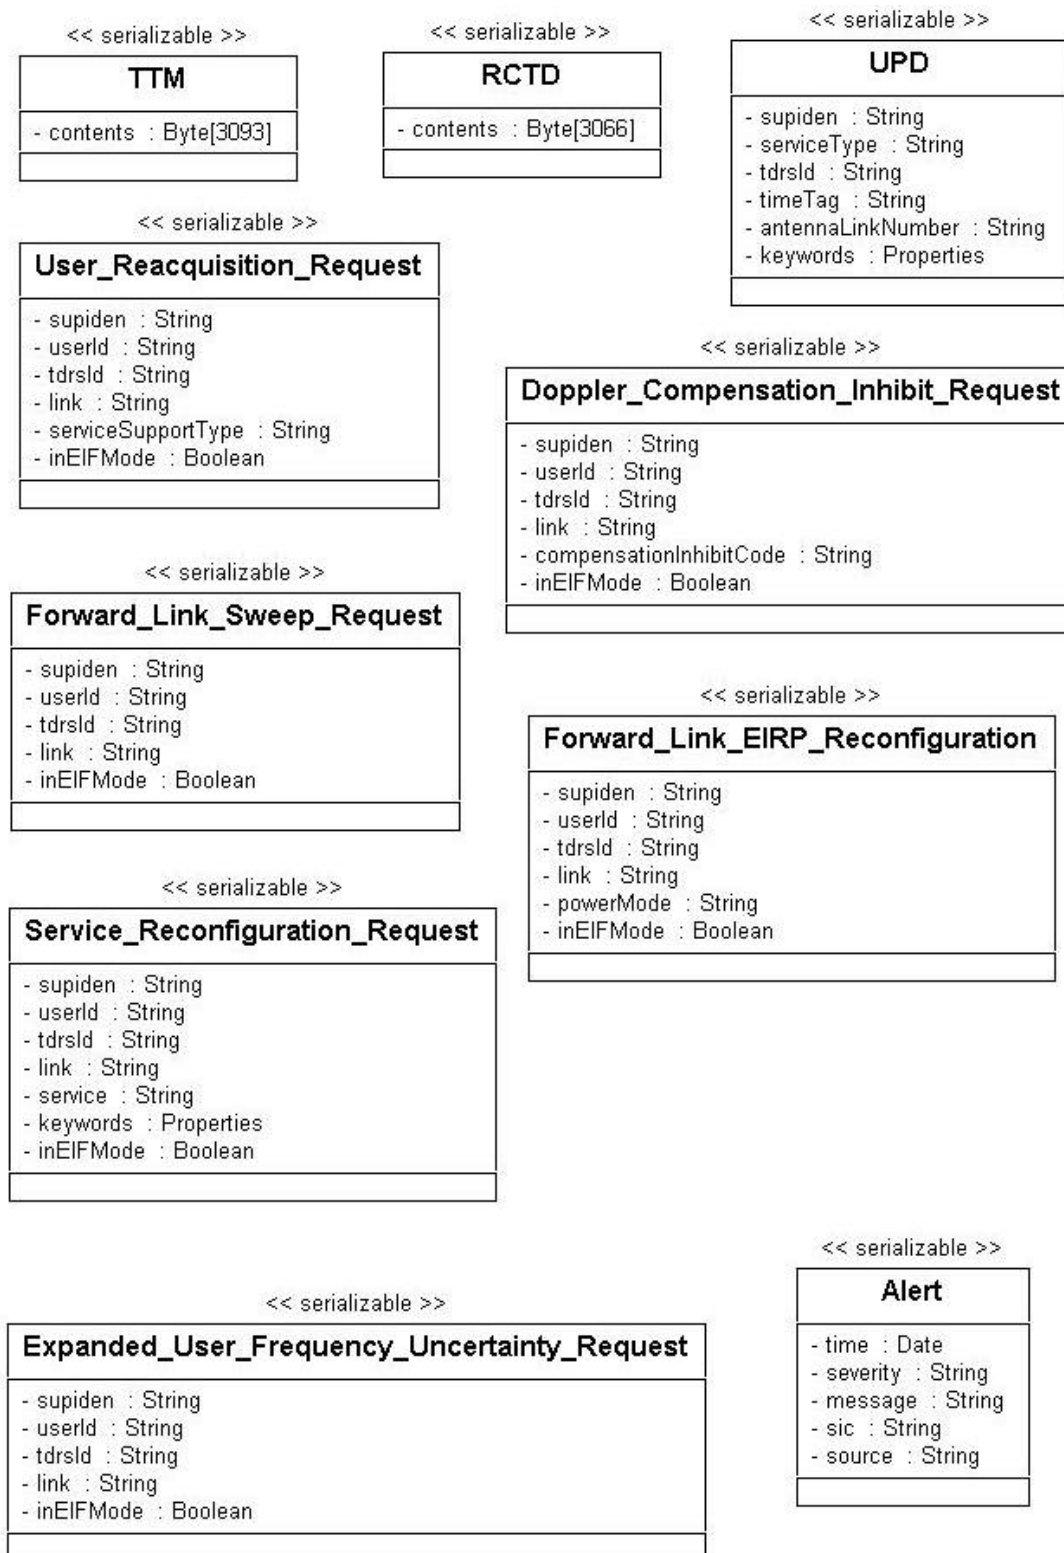 << serializable >>
TTM
- contents : Byte[3093]
<< serializable >>
RCTD
- contents : Byte[3066]
<< serializable >>
UPD
- supiden : String
- serviceType : String
- tdrsId : String
- timeTag : String
- antennaLinkNumber : String
- keywords : Properties
<< serializable >>
User_Reacquisition_Request
- supiden : String
- userId : String
- tdrsId : String
- link : String
- serviceSupportType : String
- inEIFMode : Boolean
<< serializable >>
Doppler_Compensation_Inhibit_Request
- supiden : String
- userId : String
- tdrsId : String
- link : String
- compensationInhibitCode : String
- inEIFMode : Boolean
<< serializable >>
Forward_Link_Sweep_Request
- supiden : String
- userId : String
- tdrsId : String
- link : String
- inEIFMode : Boolean
<< serializable >>
Forward_Link_EIRP_Reconfiguration
- supiden : String
- userId : String
- tdrsId : String
- link : String
- powerMode : String
- inEIFMode : Boolean
<< serializable >>
Service_Reconfiguration_Request
- supiden : String
- userId : String
- tdrsId : String
- link : String
- service : String
- keywords : Properties
- inEIFMode : Boolean
<< serializable >>
Alert
- time : Date
- severity : String
- message : String
- sic : String
- source : String
<< serializable >>
Expanded_User_Frequency_Uncertainty_Request
- supiden : String
- userId : String
- tdrsId : String
- link : String
- inEIFMode : Boolean